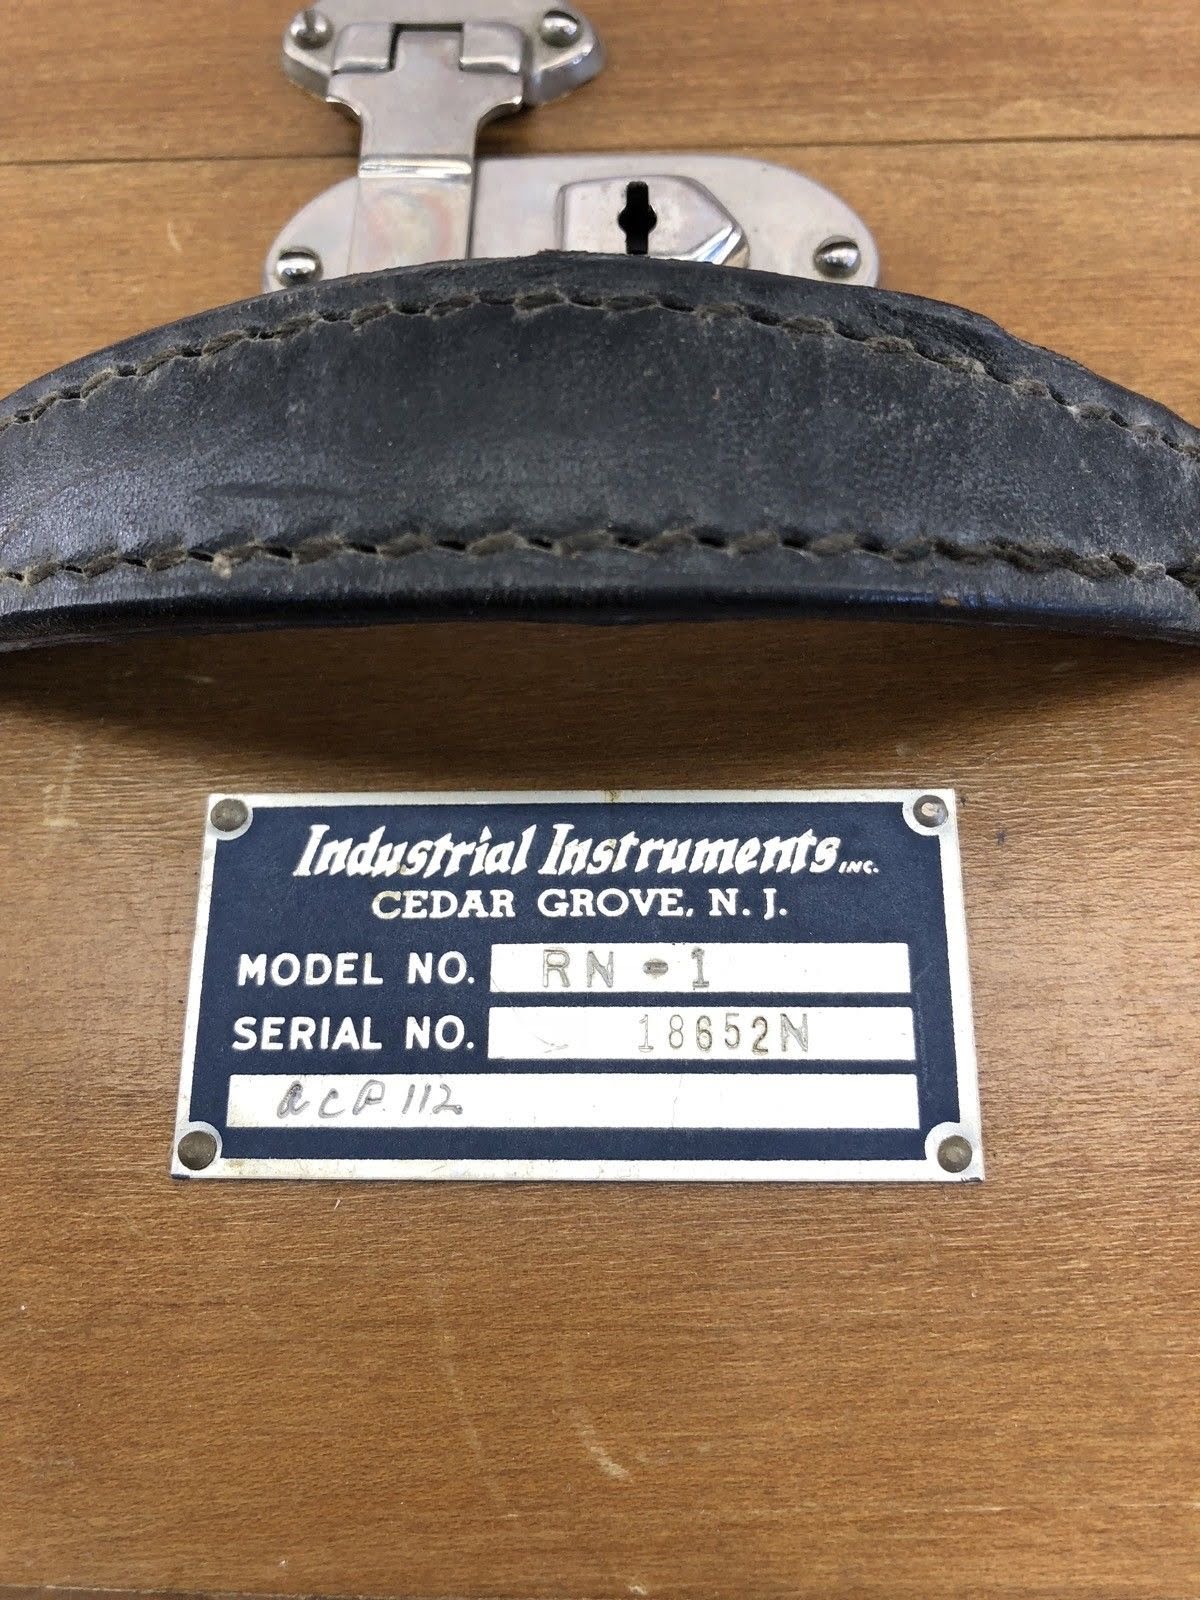 Industrial Instruments, INC.
CEDAR GROVE, N. J.
MODEL NO. RN-1
SERIAL NO. 18652N
acp. 112